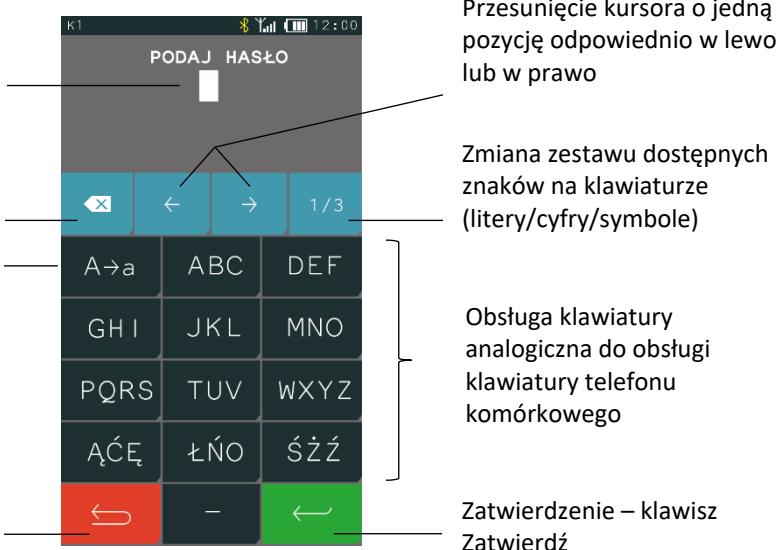 Przesunięcie kursora o jedną
pozycję odpowiednio w lewo
lub w prawo
K1 12:00
PODAJ HASŁO
Zmiana zestawu dostępnych
znaków na klawiaturze
(litery/cyfry/symbole)
← → 1/3
A→a ABC DEF
GHI JKL MNO
PQRS TUV WXYZ
ĄĆĘ ŁŃO ŚŻŹ
–
Obsługa klawiatury
analogiczna do obsługi
klawiatury telefonu
komórkowego
Zatwierdzenie – klawisz
Zatwierdź